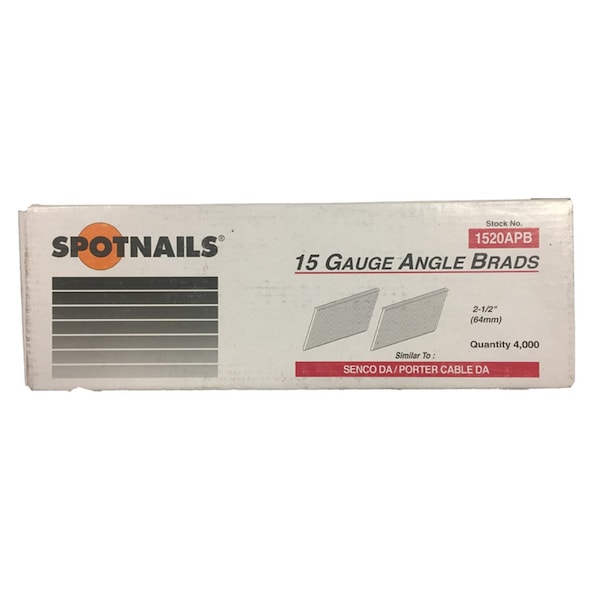 SPOTNAILS®
Stock No.
1520APB
15 GAUGE ANGLE BRADS
2-1/2"
(64mm)
Quantity 4,000
Similar To :
SENCO DA/PORTER CABLE DA